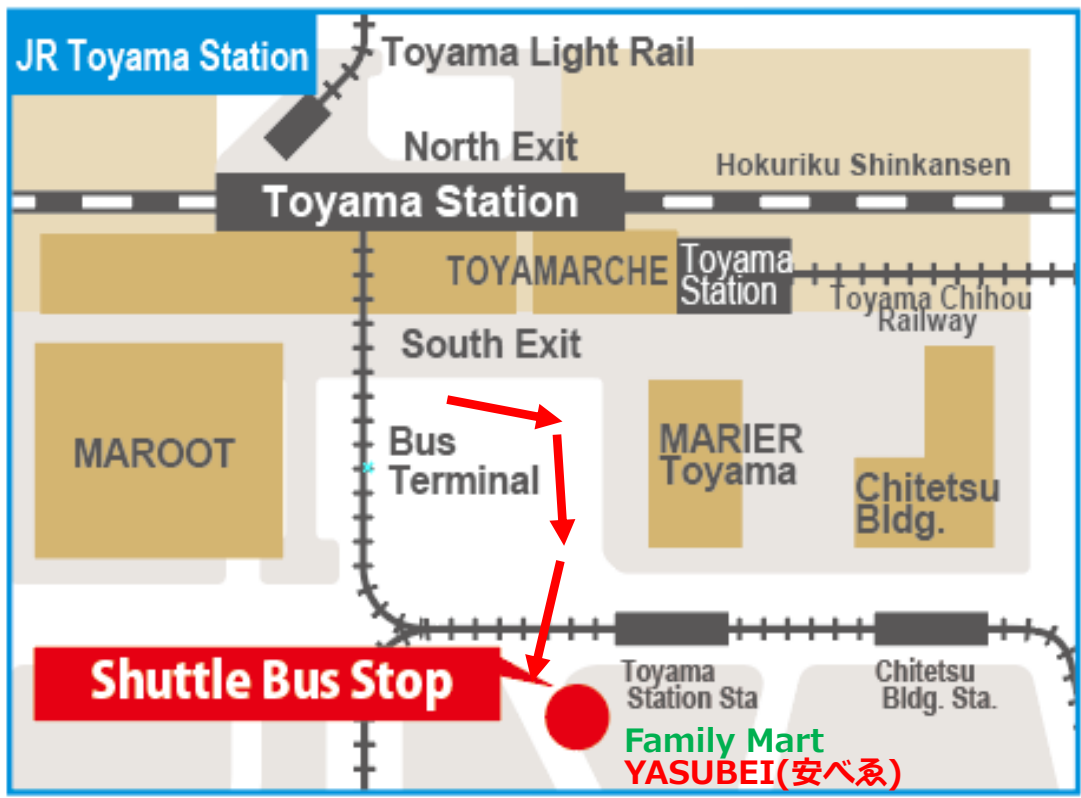 JR Toyama Station
Toyama Light Rail
North Exit
Hokuriku Shinkansen
Toyama Station
TOYAMARCHE
Toyama
Station
Toyama Chihou
Railway
South Exit
MAROOT
Bus
Terminal
MARIER
Toyama
Chitetsu
Bldg.
Shuttle Bus Stop
Toyama
Station Sta
Chitetsu
Bldg. Sta.
Family Mart
YASUBEI(安べゑ)